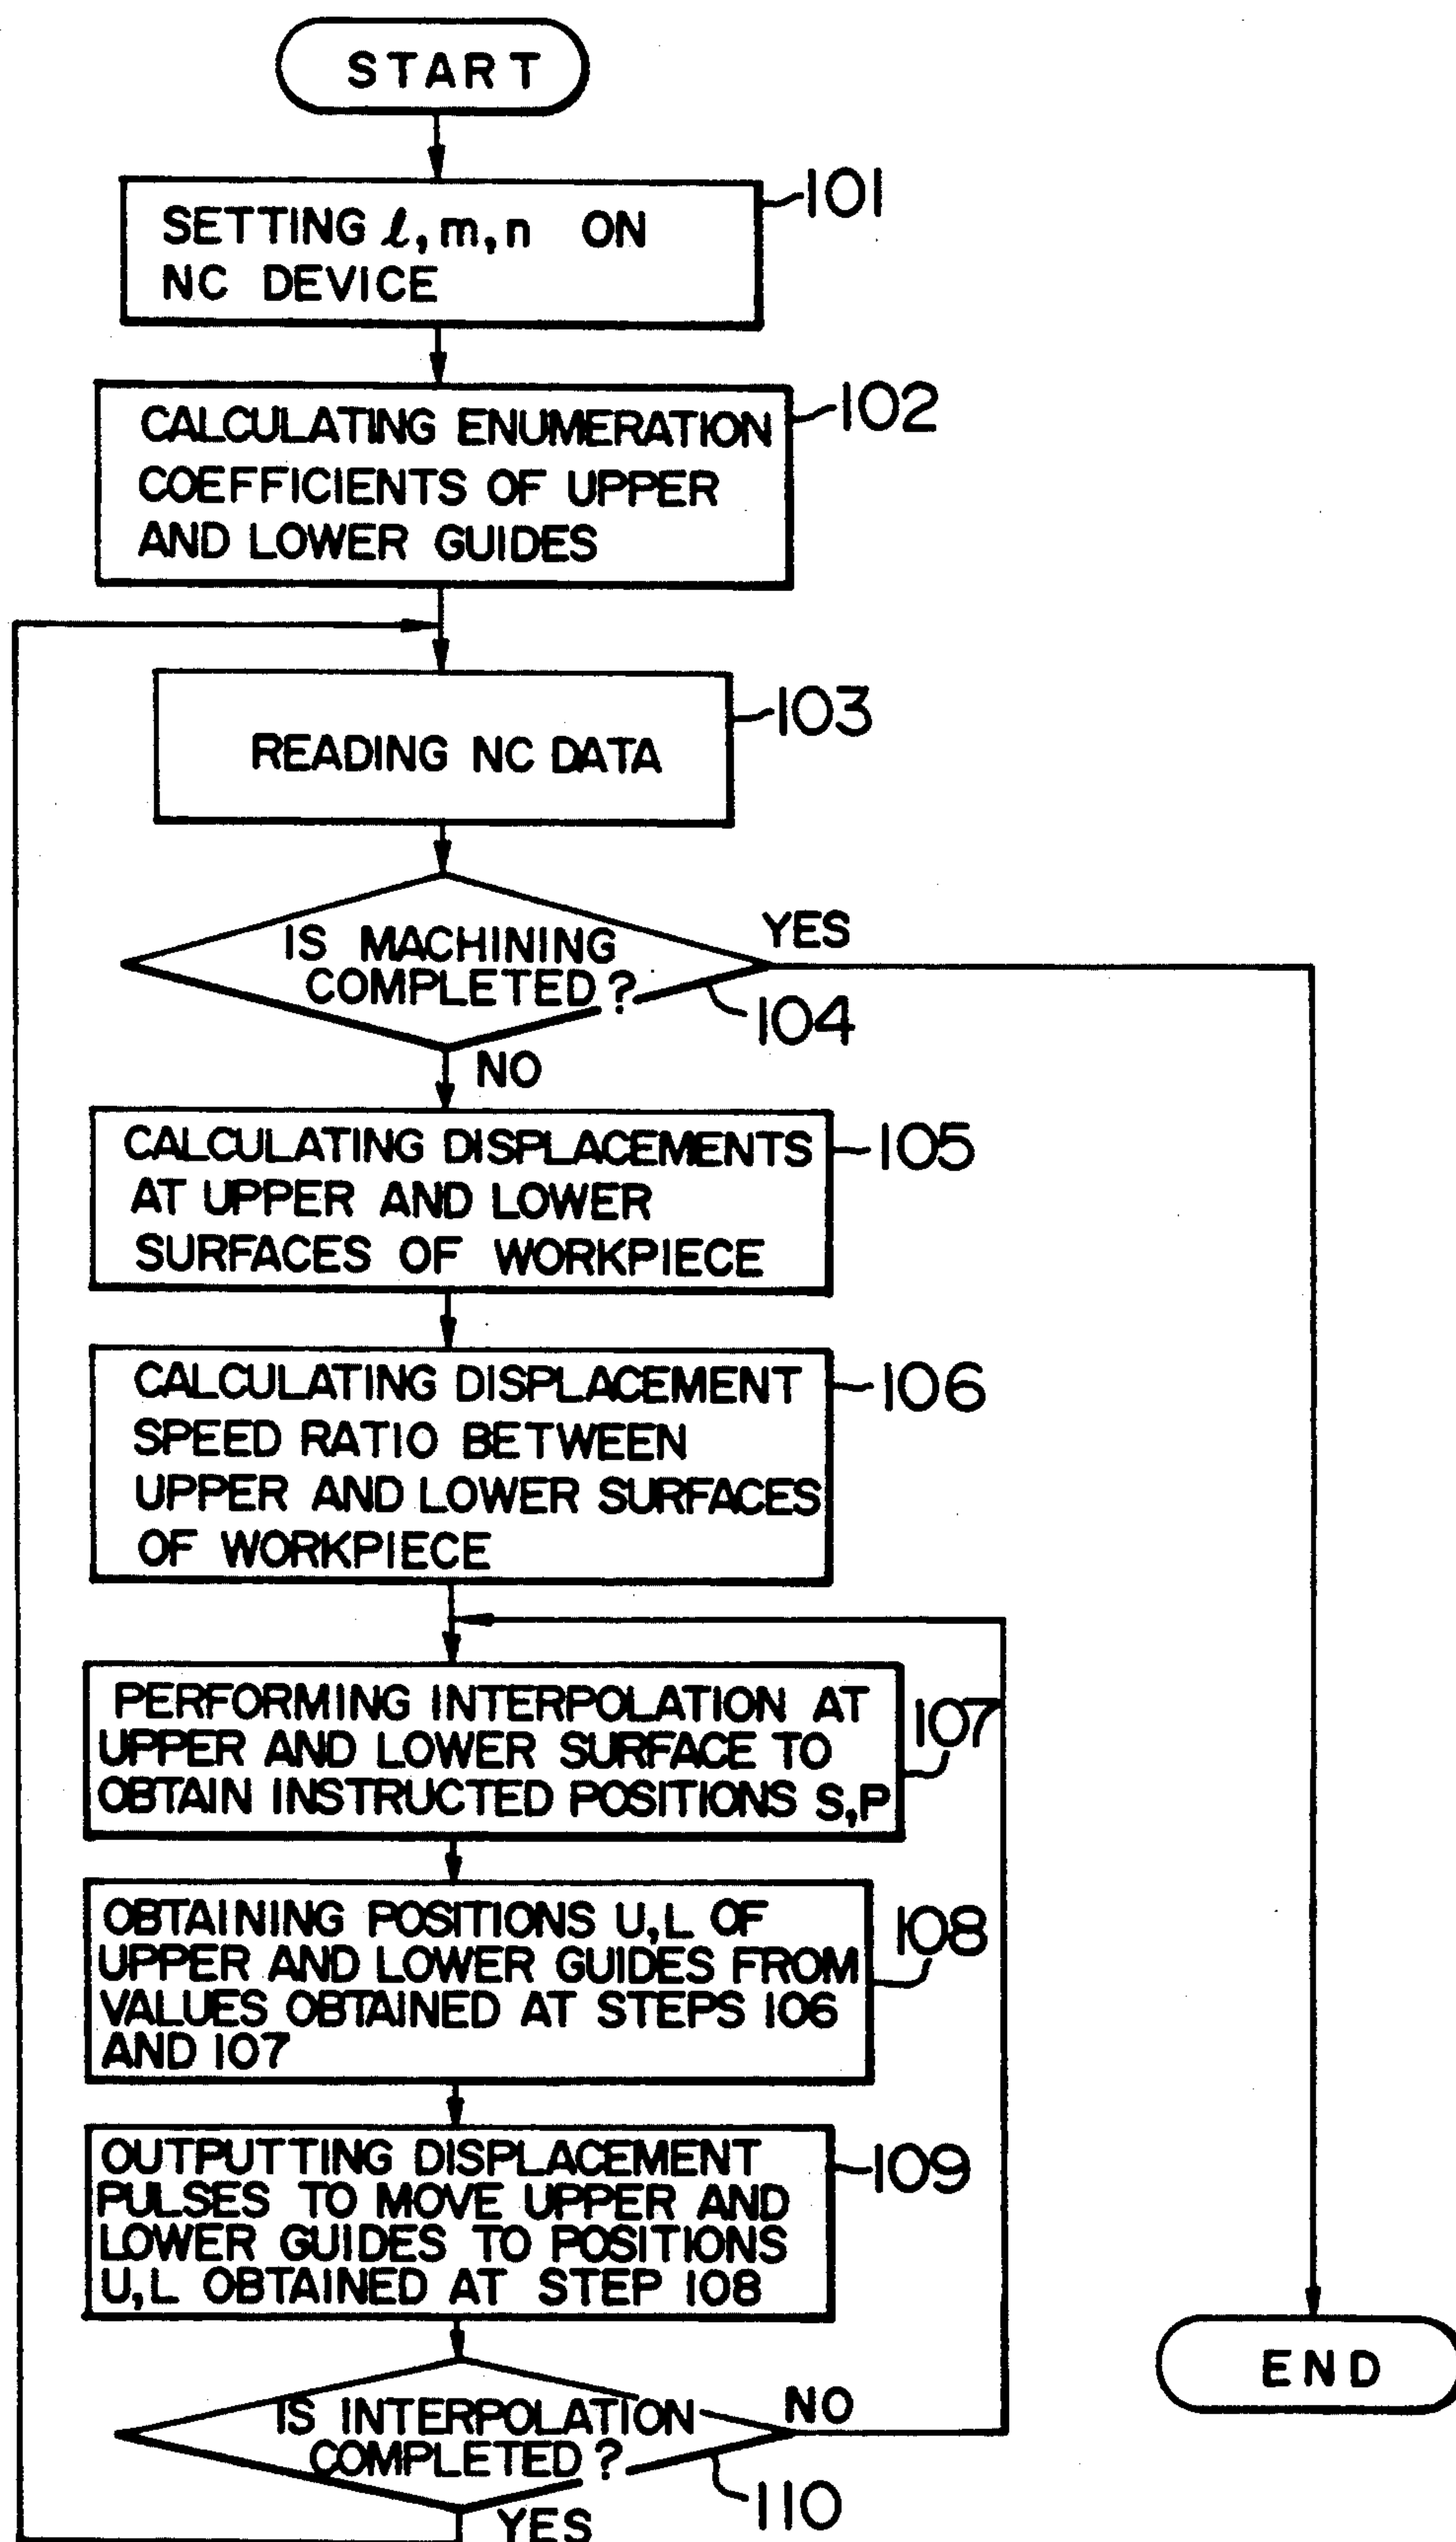 START
101
SETTING ℓ, m, n ON
NC DEVICE
102
CALCULATING ENUMERATION
COEFFICIENTS OF UPPER
AND LOWER GUIDES
103
READING NC DATA
IS MACHINING
COMPLETED?
YES
104
NO
CALCULATING DISPLACEMENTS
AT UPPER AND LOWER
SURFACES OF WORKPIECE
105
CALCULATING DISPLACEMENT
SPEED RATIO BETWEEN
UPPER AND LOWER SURFACES
OF WORKPIECE
106
PERFORMING INTERPOLATION AT
UPPER AND LOWER SURFACE TO
OBTAIN INSTRUCTED POSITIONS S,P
107
OBTAINING POSITIONS U,L OF
UPPER AND LOWER GUIDES FROM
VALUES OBTAINED AT STEPS 106
AND 107
108
OUTPUTTING DISPLACEMENT
PULSES TO MOVE UPPER AND
LOWER GUIDES TO POSITIONS
U,L OBTAINED AT STEP 108
109
IS INTERPOLATION
COMPLETED?
NO
110
YES
END